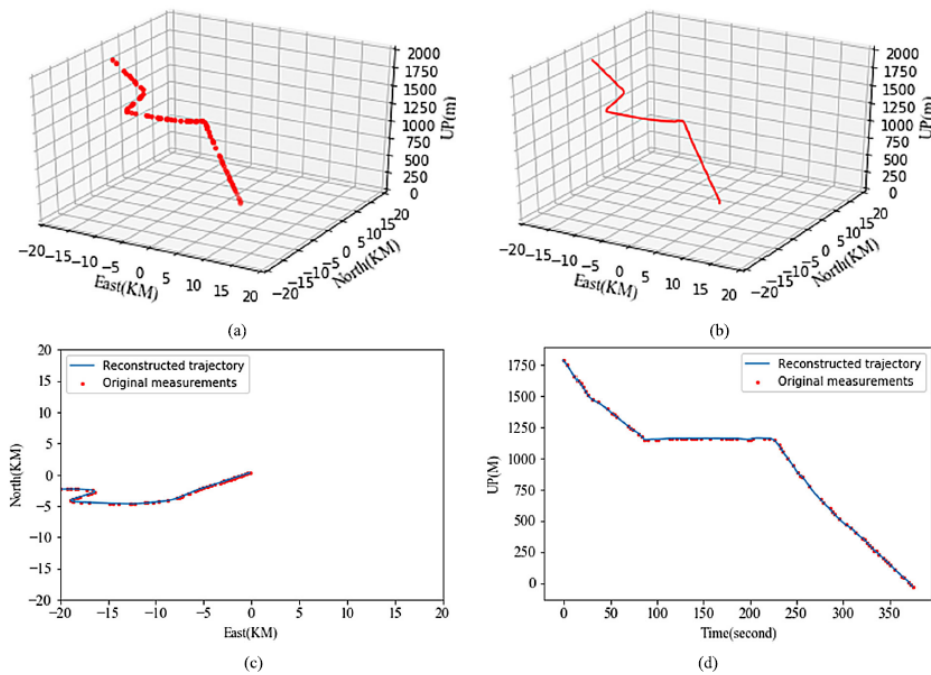 2000
1750
1500
1250
1000
750
500
250
0
UP(m)
−20−15−10−5 0 5 10 15 20
East(KM)
−20−15−10−5 0 5 10 15 20
North(KM)
(a)
2000
1750
1500
1250
1000
750
500
250
0
UP(m)
−20−15−10−5 0 5 10 15 20
East(KM)
−20−15−10−5 0 5 10 15 20
North(KM)
(b)
20
15
10
5
0
−5
−10
−15
−20
North(KM)
Reconstructed trajectory
Original measurements
−20 −15 −10 −5 0 5 10 15 20
East(KM)
(c)
1750
1500
1250
1000
750
500
250
0
UP(M)
Reconstructed trajectory
Original measurements
0 50 100 150 200 250 300 350
Time(second)
(d)